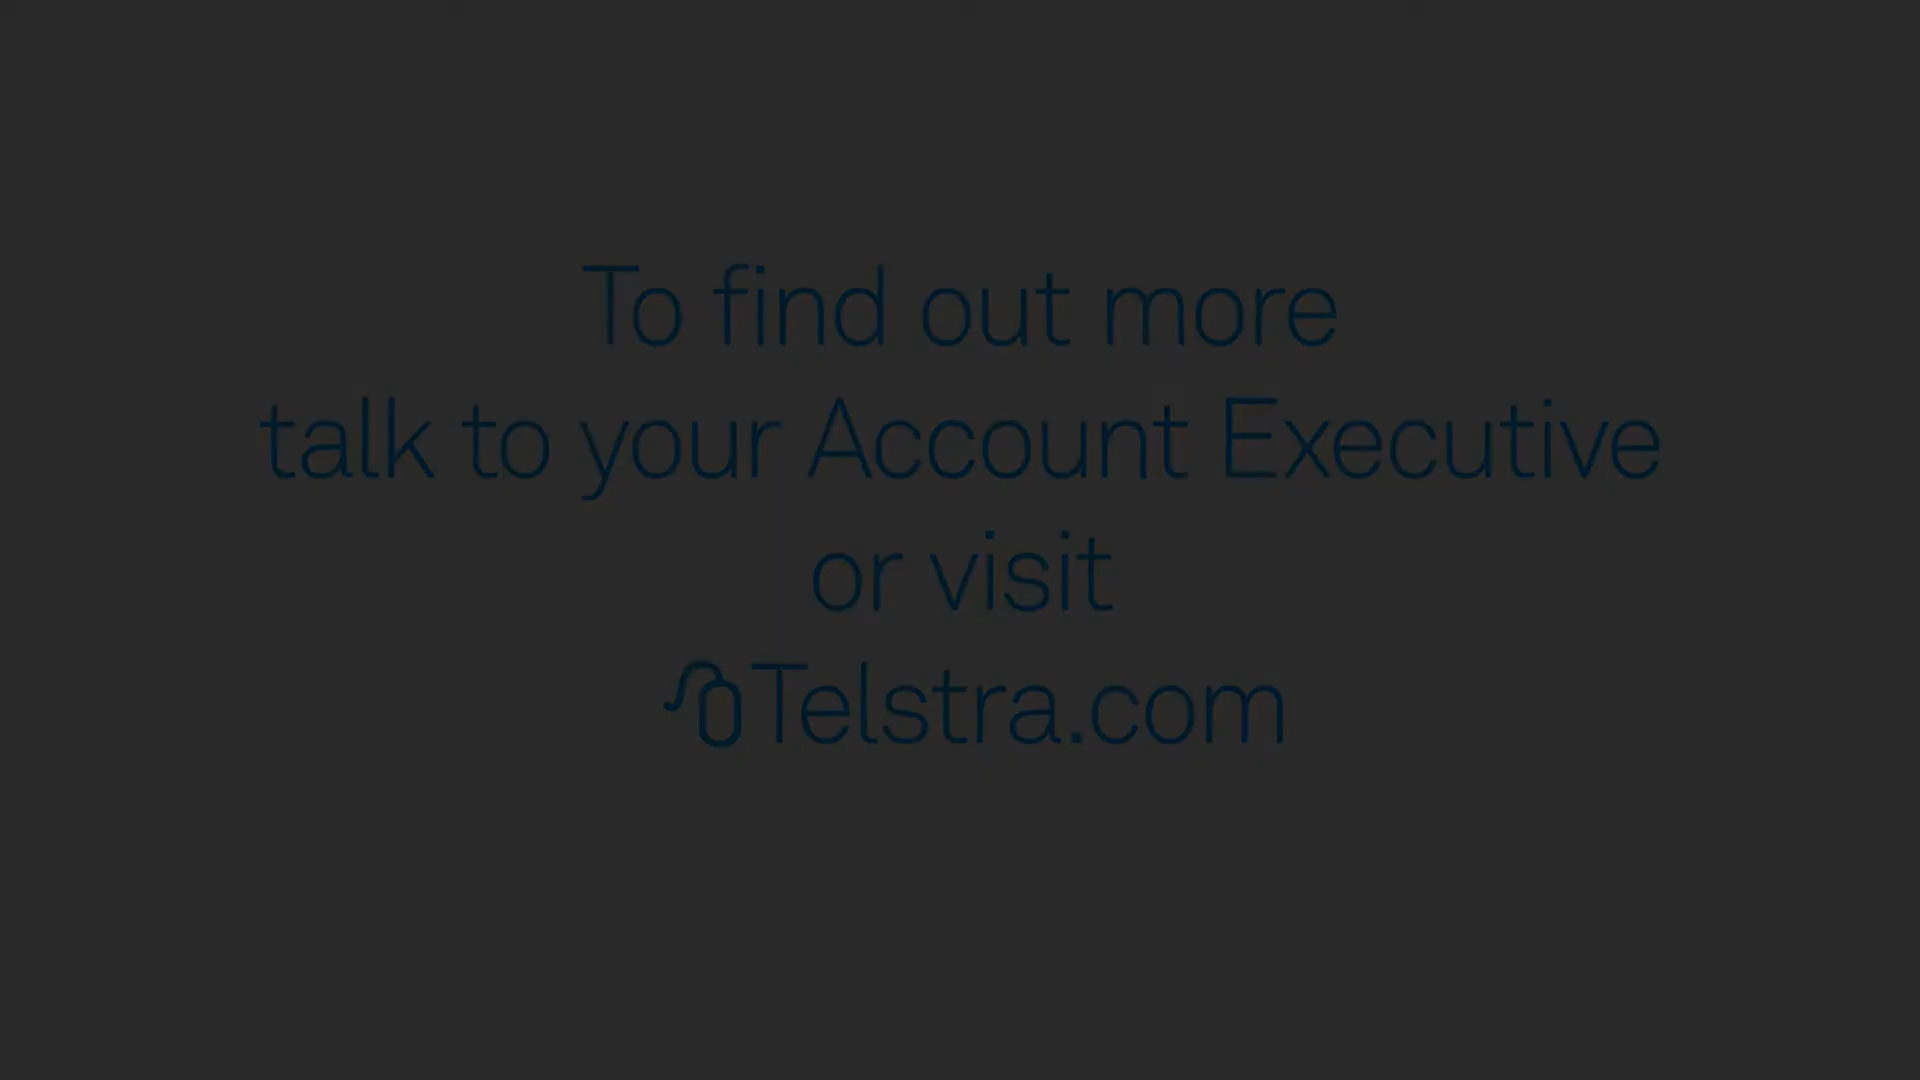 To find out more
talk to your Account Executive
or visit
Telstra.com